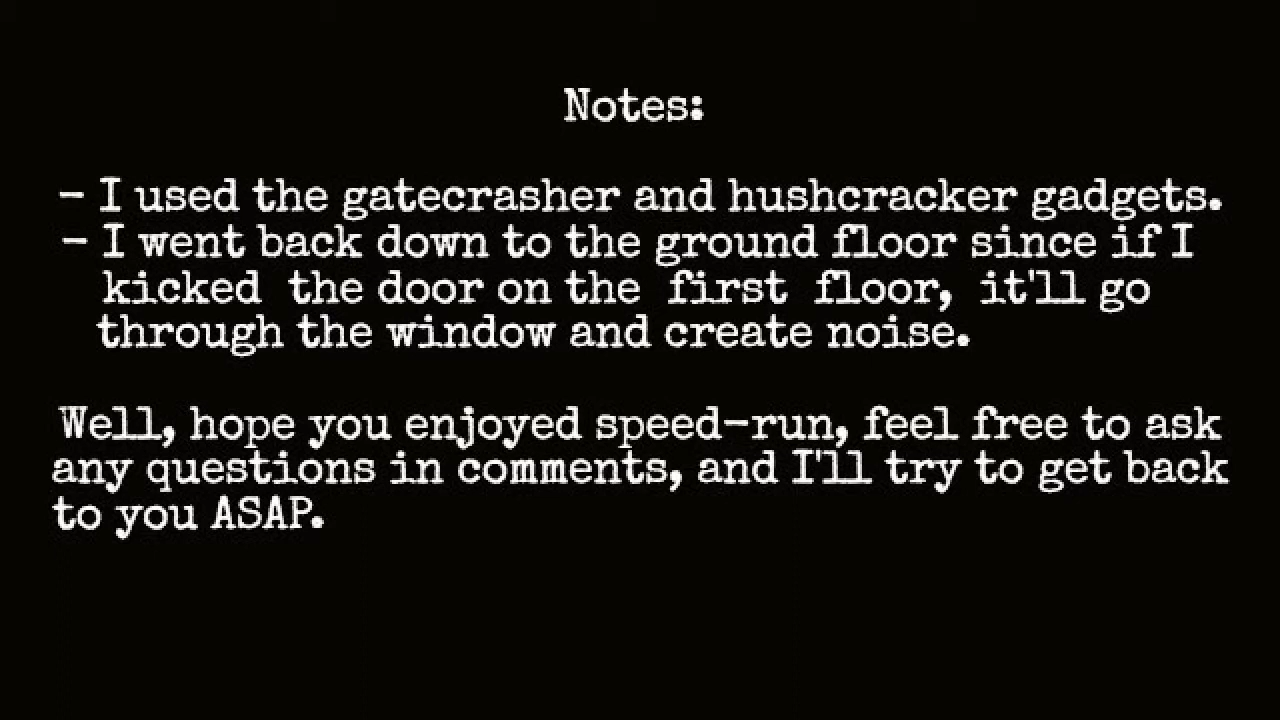 Notes:
- I used the gatecrasher and hushcracker gadgets.
- I went back down to the ground floor since if I
kicked the door on the first floor, it'll go
through the window and create noise.
Well, hope you enjoyed speed-run, feel free to ask
any questions in comments, and I'll try to get back
to you ASAP.